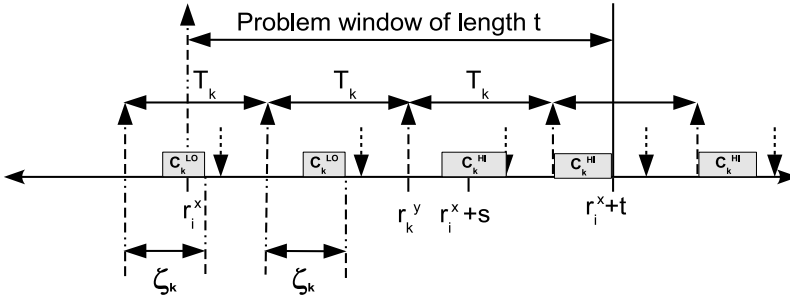 Problem window of length t
T_k T_k T_k
C_k^LO C_k^LO C_k^HI C_k^HI C_k^HI
r_i^x r_k^y r_i^x+s r_i^x+t
ζ_k ζ_k